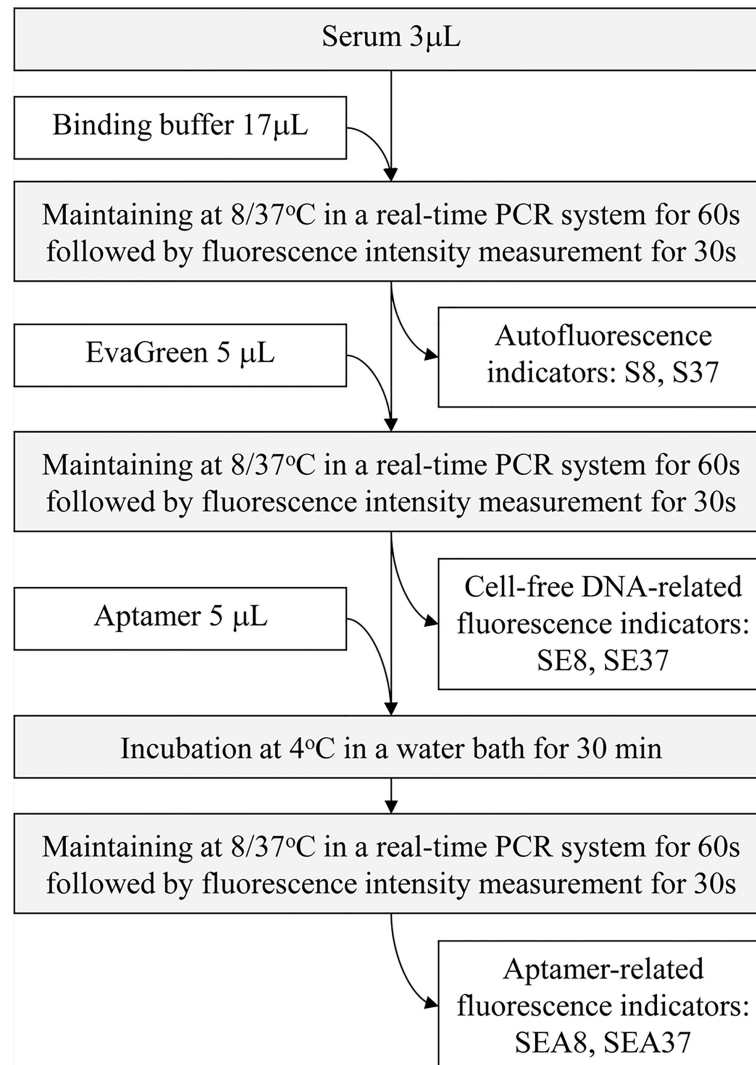 Serum 3μL
Binding buffer 17μL
Maintaining at 8/37°C in a real-time PCR system for 60s
followed by fluorescence intensity measurement for 30s
Autofluorescence
indicators: S8, S37
EvaGreen 5 μL
Maintaining at 8/37°C in a real-time PCR system for 60s
followed by fluorescence intensity measurement for 30s
Cell-free DNA-related
fluorescence indicators:
SE8, SE37
Aptamer 5 μL
Incubation at 4°C in a water bath for 30 min
Maintaining at 8/37°C in a real-time PCR system for 60s
followed by fluorescence intensity measurement for 30s
Aptamer-related
fluorescence indicators:
SEA8, SEA37